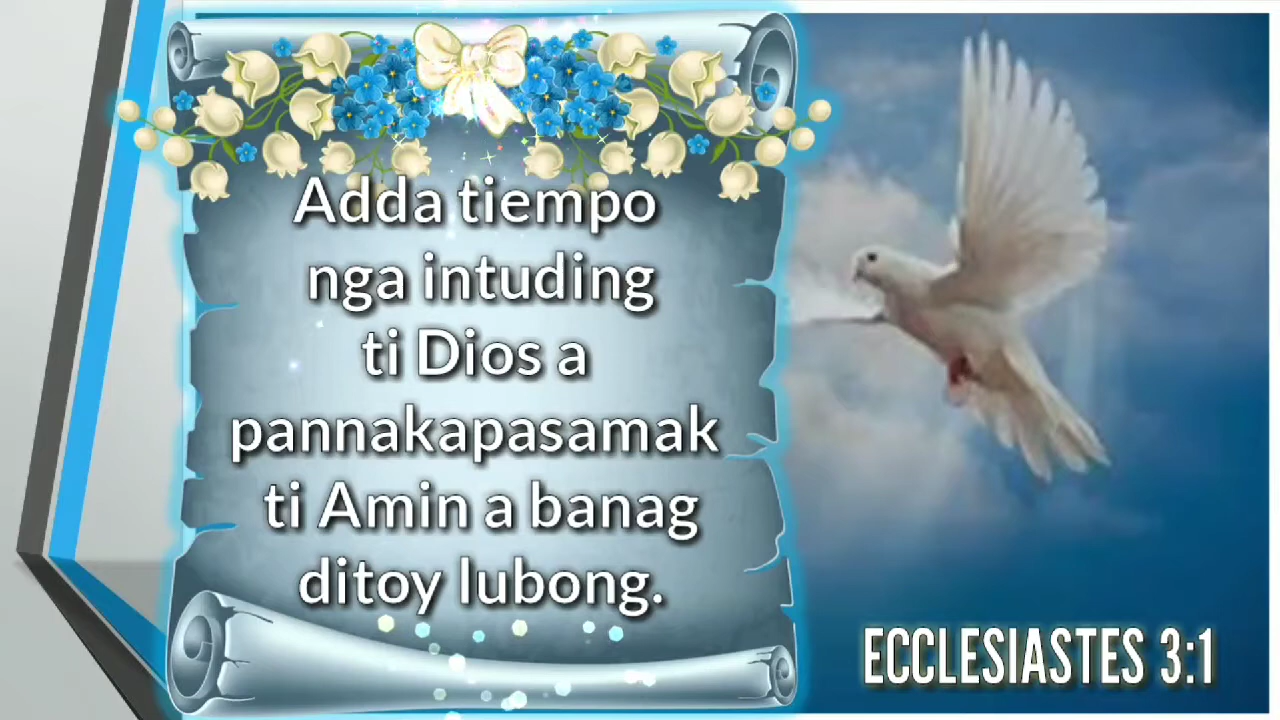 Adda tiempo
nga intuding
ti Dios a
pannakapasamak
ti Amin a banag
ditoy lubong.
ECCLESIASTES 3:1